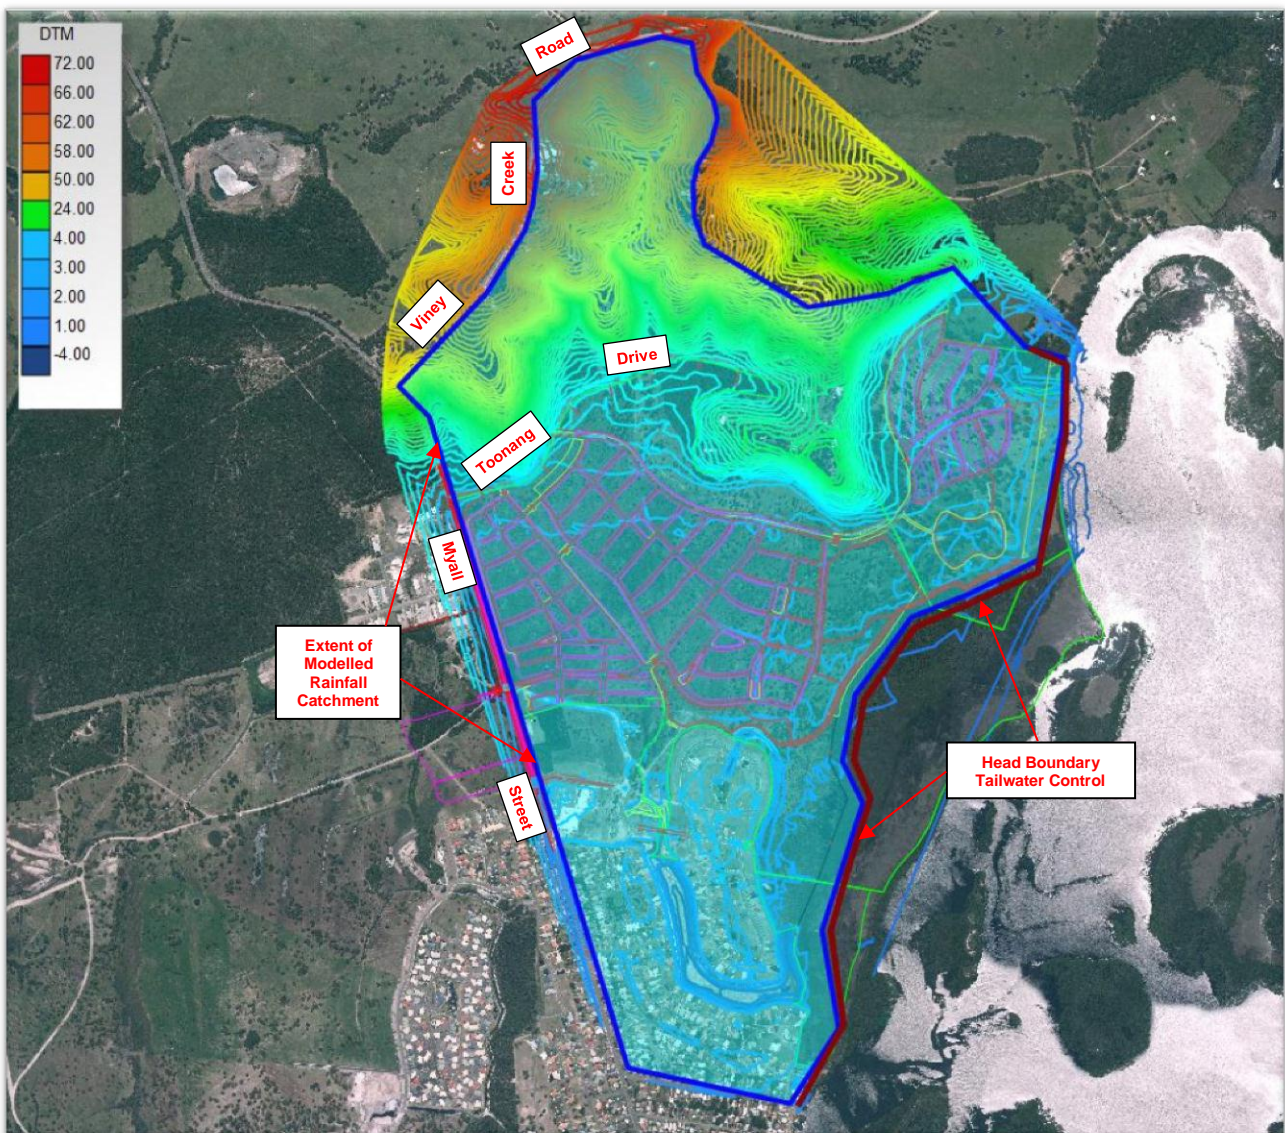 DTM
72.00
66.00
62.00
58.00
50.00
24.00
4.00
3.00
2.00
1.00
-4.00
Road
Creek
Viney
Drive
Toonang
Myall
Street
Extent of
Modelled
Rainfall
Catchment
Head Boundary
Tailwater Control